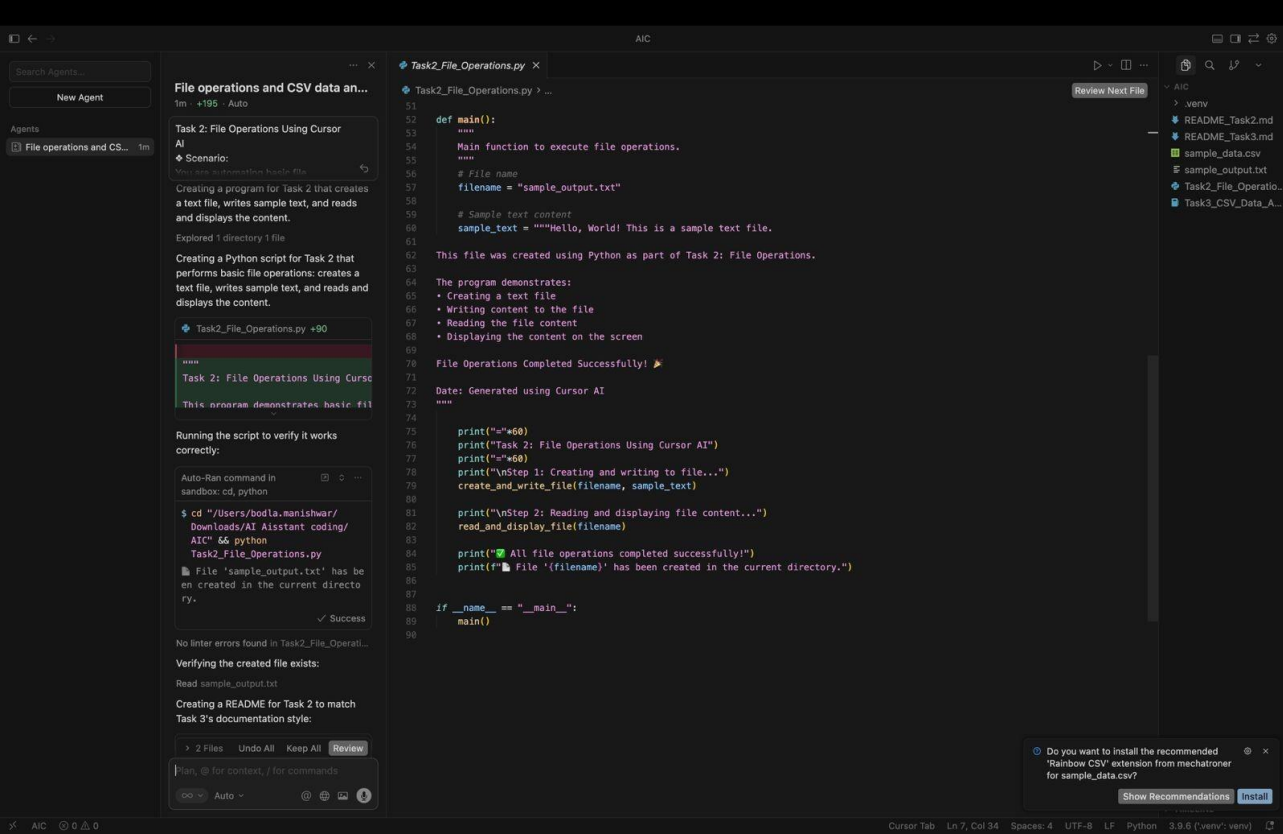 AIC
Search Agents...
New Agent
Agents
File operations and CS... 1m
File operations and CSV data an...
1m · +195 · Auto
Task 2: File Operations Using Cursor
AI
❖ Scenario:
You are automating basic file
Creating a program for Task 2 that creates
a text file, writes sample text, and reads
and displays the content.
Explored 1 directory 1 file
Creating a Python script for Task 2 that
performs basic file operations: creates a
text file, writes sample text, and reads and
displays the content.
Task2_File_Operations.py +90
"""
Task 2: File Operations Using Curso
This program demonstrates basic fil
Running the script to verify it works
correctly:
Auto-Ran command in
sandbox: cd, python
$ cd "/Users/bodla.manishwar/
Downloads/AI Aisstant coding/
AIC" && python
Task2_File_Operations.py
📄 File 'sample_output.txt' has be
en created in the current directo
ry.
✓ Success
No linter errors found in Task2_File_Operati...
Verifying the created file exists:
Read sample_output.txt
Creating a README for Task 2 to match
Task 3's documentation style:
> 2 Files Undo All Keep All Review
Plan, @ for context, / for commands
∞ Auto
Task2_File_Operations.py ×
Task2_File_Operations.py > ...
Review Next File
51
52 def main():
53 """
54 Main function to execute file operations.
55 """
56 # File name
57 filename = "sample_output.txt"
58
59 # Sample text content
60 sample_text = """Hello, World! This is a sample text file.
61
62 This file was created using Python as part of Task 2: File Operations.
63
64 The program demonstrates:
65 • Creating a text file
66 • Writing content to the file
67 • Reading the file content
68 • Displaying the content on the screen
69
70 File Operations Completed Successfully! 🎉
71
72 Date: Generated using Cursor AI
73 """
74
75 print("="*60)
76 print("Task 2: File Operations Using Cursor AI")
77 print("="*60)
78 print("\nStep 1: Creating and writing to file...")
79 create_and_write_file(filename, sample_text)
80
81 print("\nStep 2: Reading and displaying file content...")
82 read_and_display_file(filename)
83
84 print("✅ All file operations completed successfully!")
85 print(f"📄 File '{filename}' has been created in the current directory.")
86
87
88 if __name__ == "__main__":
89 main()
90
AIC
> .venv
README_Task2.md
README_Task3.md
sample_data.csv
sample_output.txt
Task2_File_Operatio...
Task3_CSV_Data_A...
Do you want to install the recommended
'Rainbow CSV' extension from mechatroner
for sample_data.csv?
Show Recommendations Install
AIC 0 0
Cursor Tab Ln 7, Col 34 Spaces: 4 UTF-8 LF Python 3.9.6 ('.venv': venv)